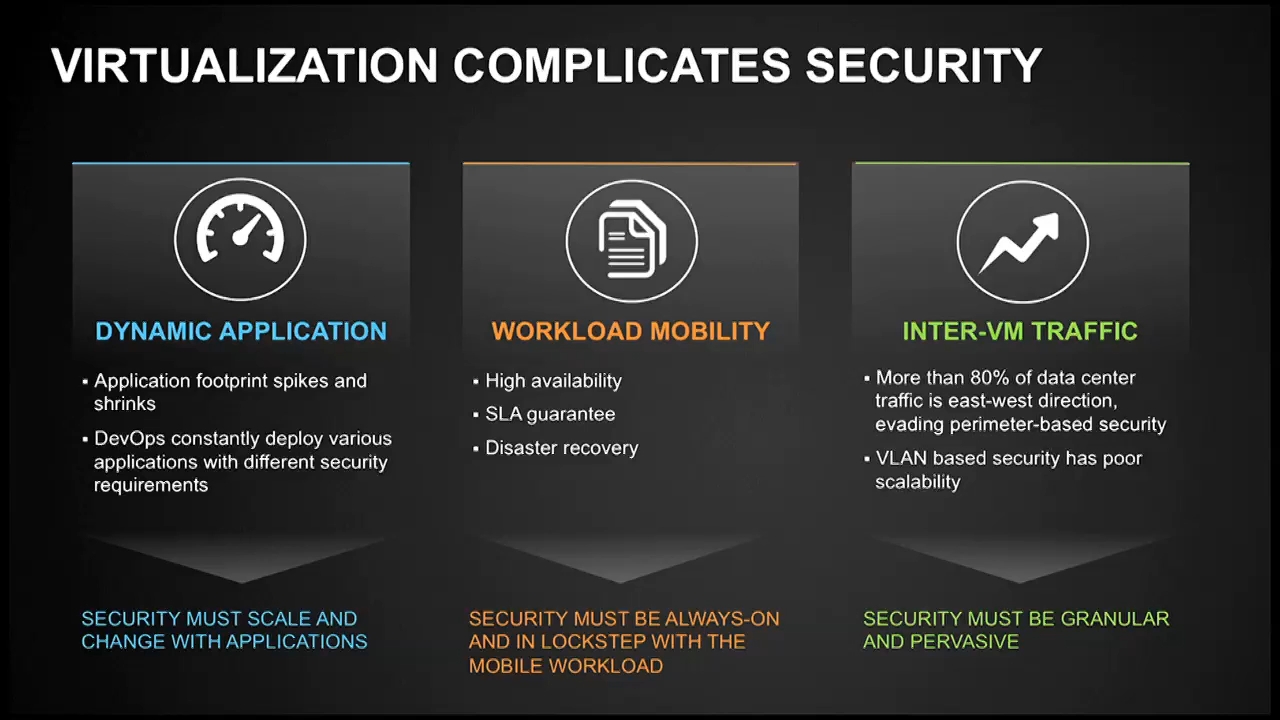 VIRTUALIZATION COMPLICATES SECURITY
DYNAMIC APPLICATION
▪ Application footprint spikes and
shrinks
▪ DevOps constantly deploy various
applications with different security
requirements
SECURITY MUST SCALE AND
CHANGE WITH APPLICATIONS
WORKLOAD MOBILITY
▪ High availability
▪ SLA guarantee
▪ Disaster recovery
SECURITY MUST BE ALWAYS-ON
AND IN LOCKSTEP WITH THE
MOBILE WORKLOAD
INTER-VM TRAFFIC
▪ More than 80% of data center
traffic is east-west direction,
evading perimeter-based security
▪ VLAN based security has poor
scalability
SECURITY MUST BE GRANULAR
AND PERVASIVE